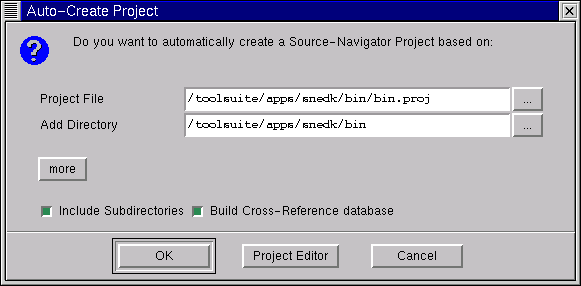 Auto-Create Project
Do you want to automatically create a Source-Navigator Project based on:
Project File /toolsuite/apps/snedk/bin/bin.proj ...
Add Directory /toolsuite/apps/snedk/bin ...
more
Include Subdirectories Build Cross-Reference database
OK Project Editor Cancel